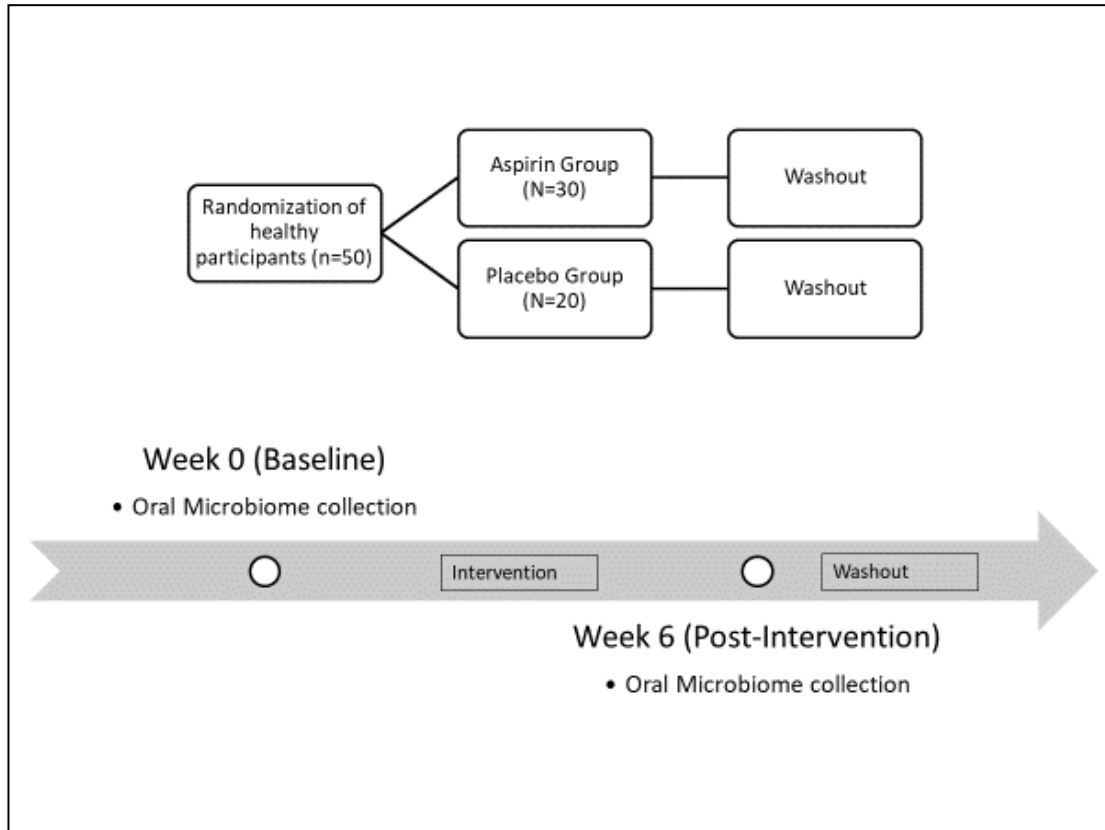 Randomization of
healthy
participants (n=50)
Aspirin Group
(N=30)
Washout
Placebo Group
(N=20)
Washout
Week 0 (Baseline)
• Oral Microbiome collection
Intervention
Washout
Week 6 (Post-Intervention)
• Oral Microbiome collection